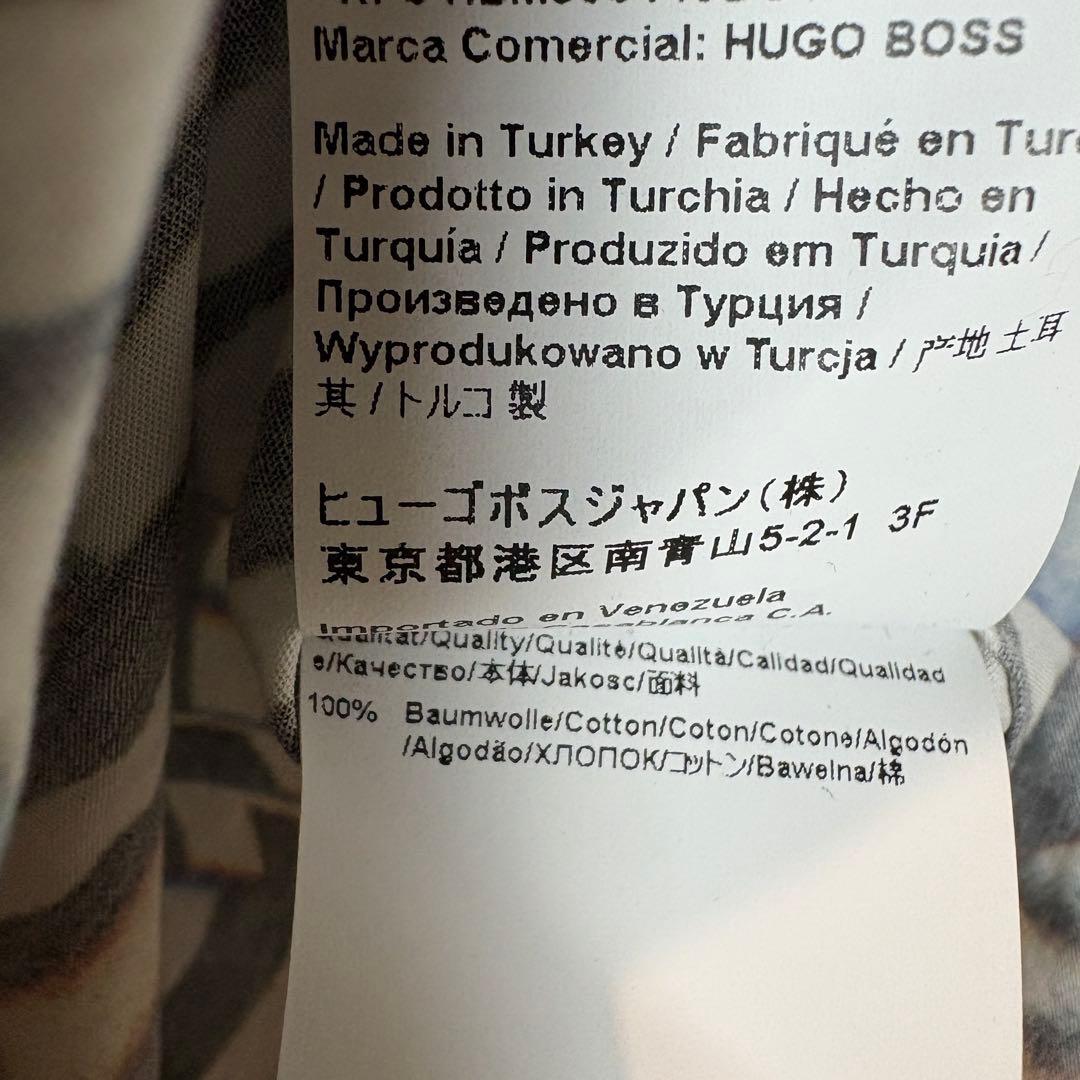 Marca Comercial: HUGO BOSS
Made in Turkey / Fabriqué en
/ Prodotto in Turchia / Hecho en
Turquía / Produzido em Turquia /
Произведено в Турция /
Wyprodukowano w Turcja / 产地 土耳
其 / トルコ 製
ヒューゴボスジャパン(株)
東京都港区南青山5-2-1 3F
Importado en Venezuela
C.A.
Qualität/Quality/Qualité/Qualità/Calidad/Qualidad
e/Качество/本体/Jakosc/面料
100% Baumwolle/Cotton/Coton/Cotone/Algodón
/Algodão/ХЛОПОК/コットン/Bawelna/棉